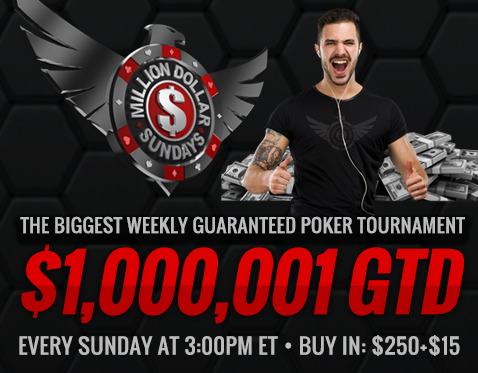 MILLION DOLLAR
$
SUNDAYS
THE BIGGEST WEEKLY GUARANTEED POKER TOURNAMENT
$1,000,001 GTD
EVERY SUNDAY AT 3:00PM ET • BUY IN: $250+$15